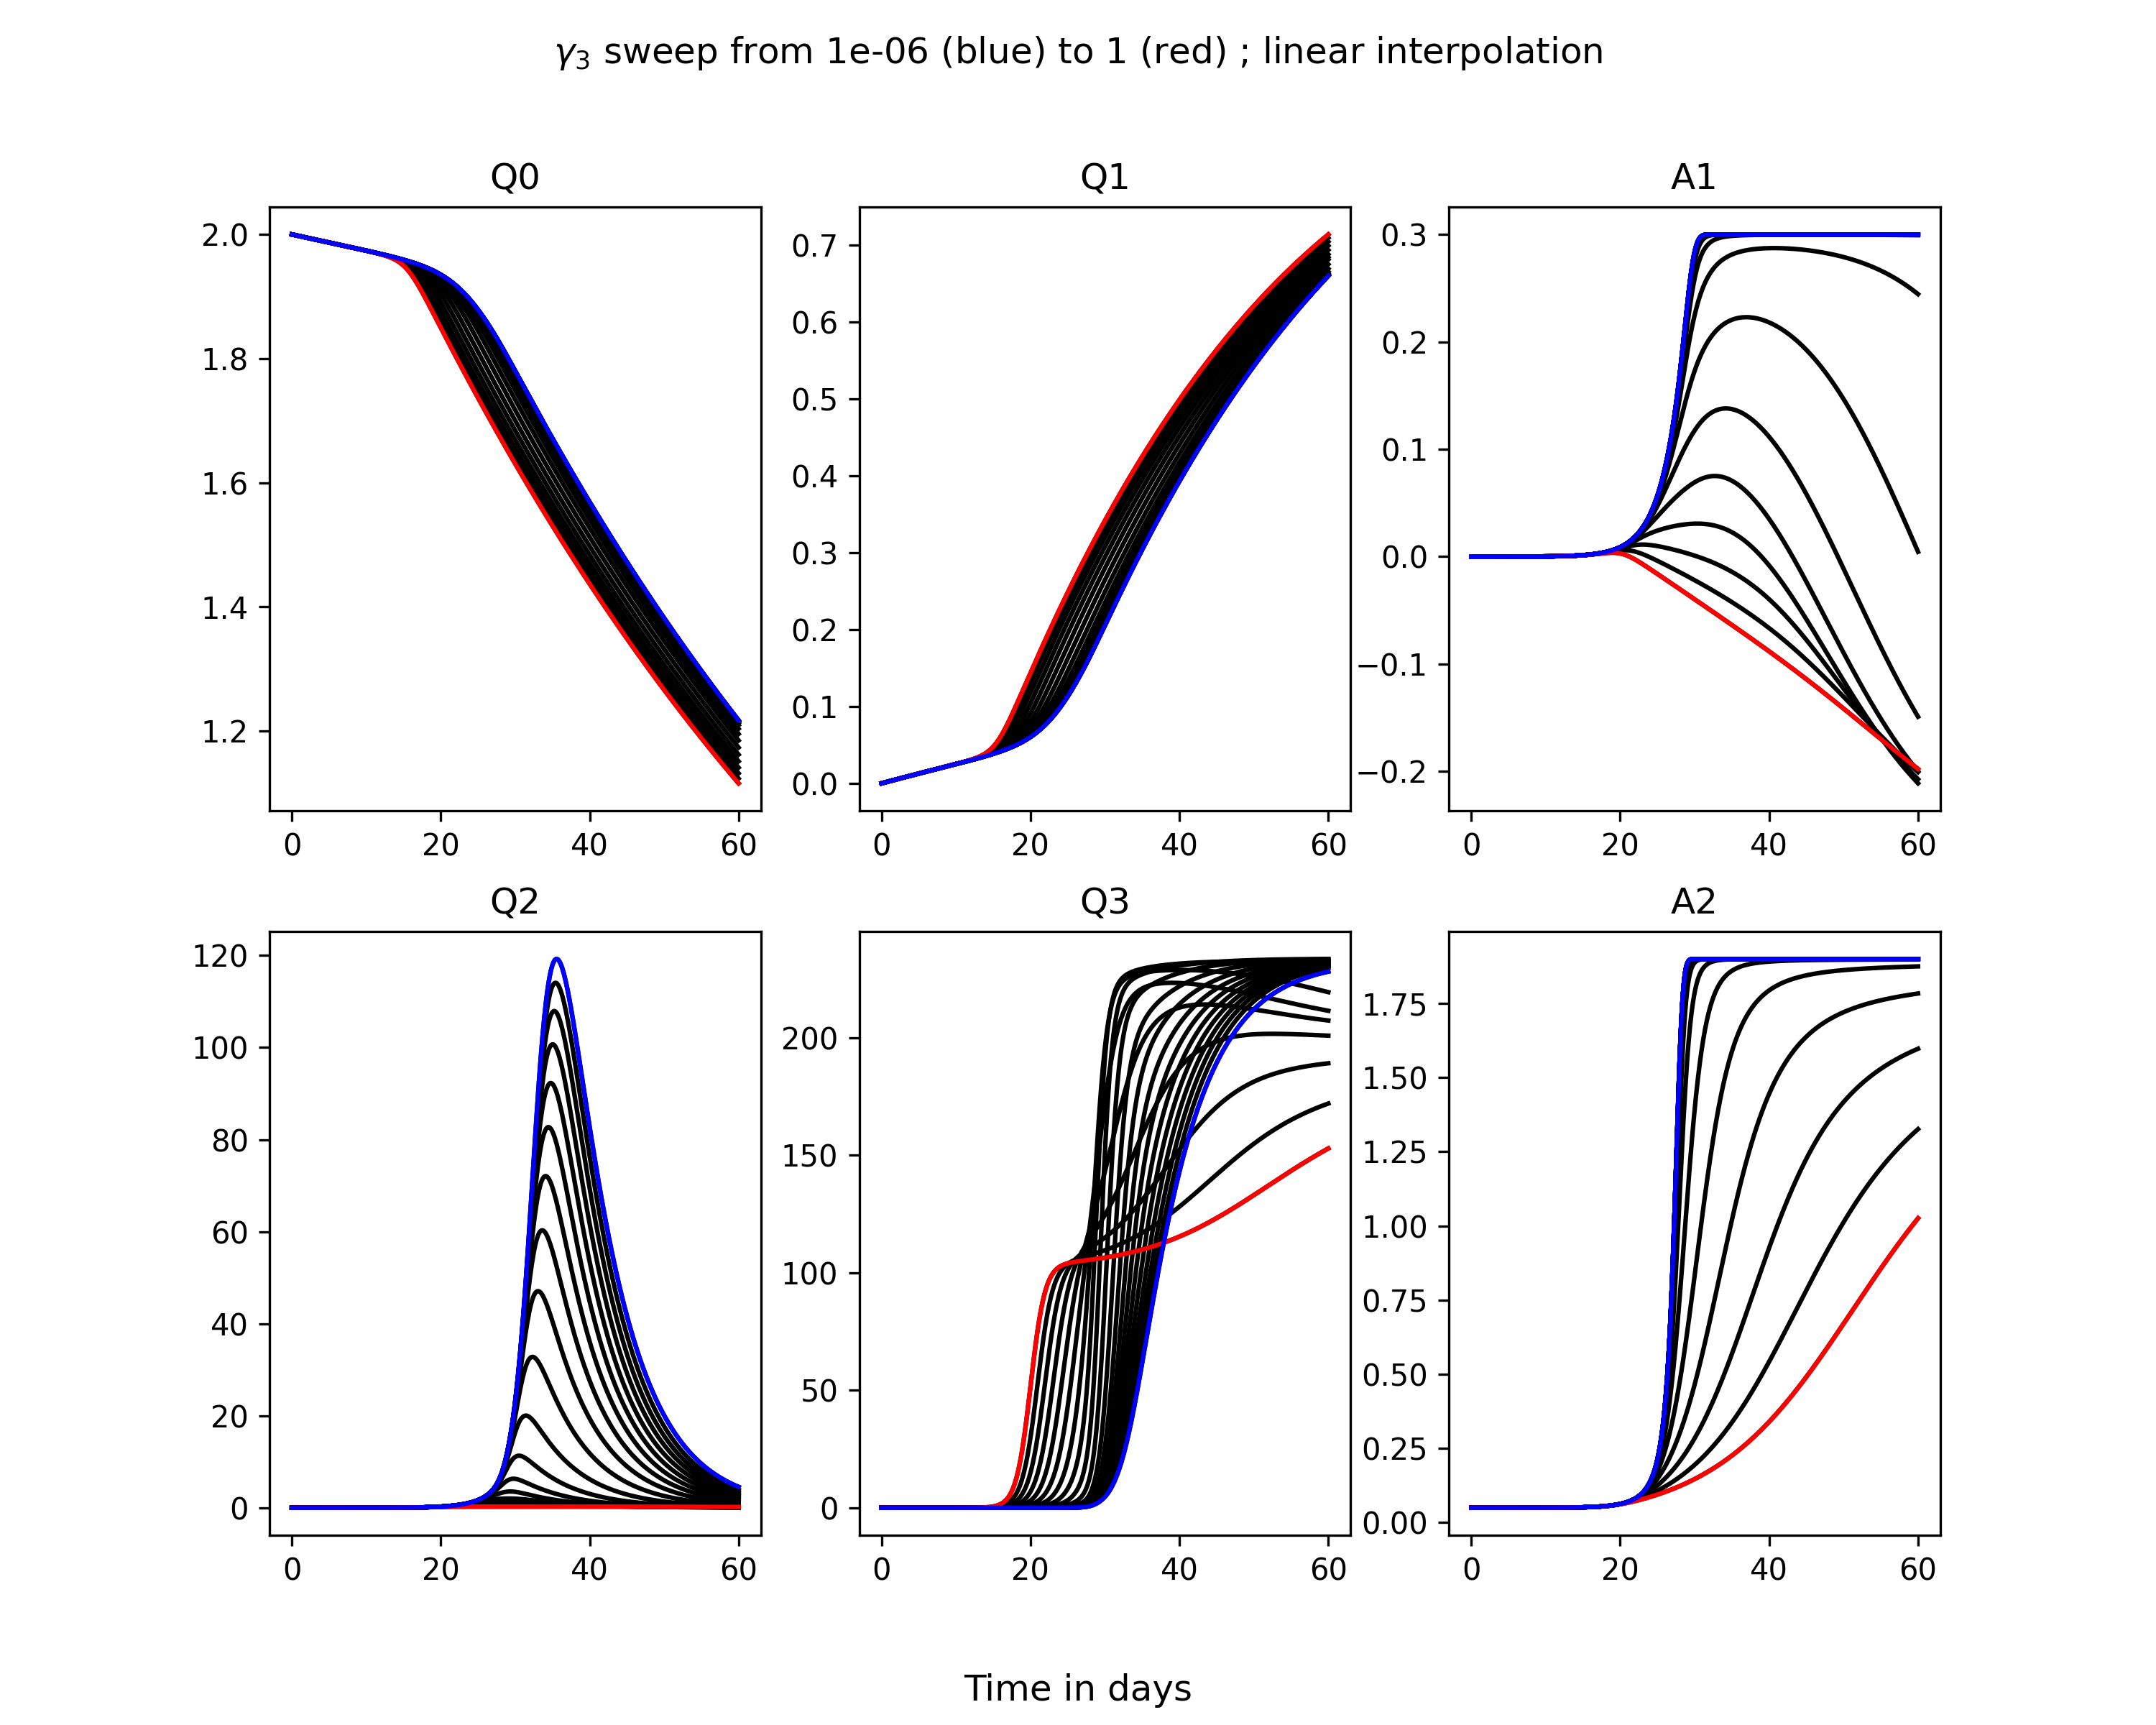 γ₃ sweep from 1e-06 (blue) to 1 (red) ; linear interpolation
Q0
2.0
1.8
1.6
1.4
1.2
0 20 40 60
Q1
0.7
0.6
0.5
0.4
0.3
0.2
0.1
0.0
0 20 40 60
A1
0.3
0.2
0.1
0.0
−0.1
−0.2
0 20 40 60
Q2
120
100
80
60
40
20
0
0 20 40 60
Q3
200
150
100
50
0
0 20 40 60
A2
1.75
1.50
1.25
1.00
0.75
0.50
0.25
0.00
0 20 40 60
Time in days